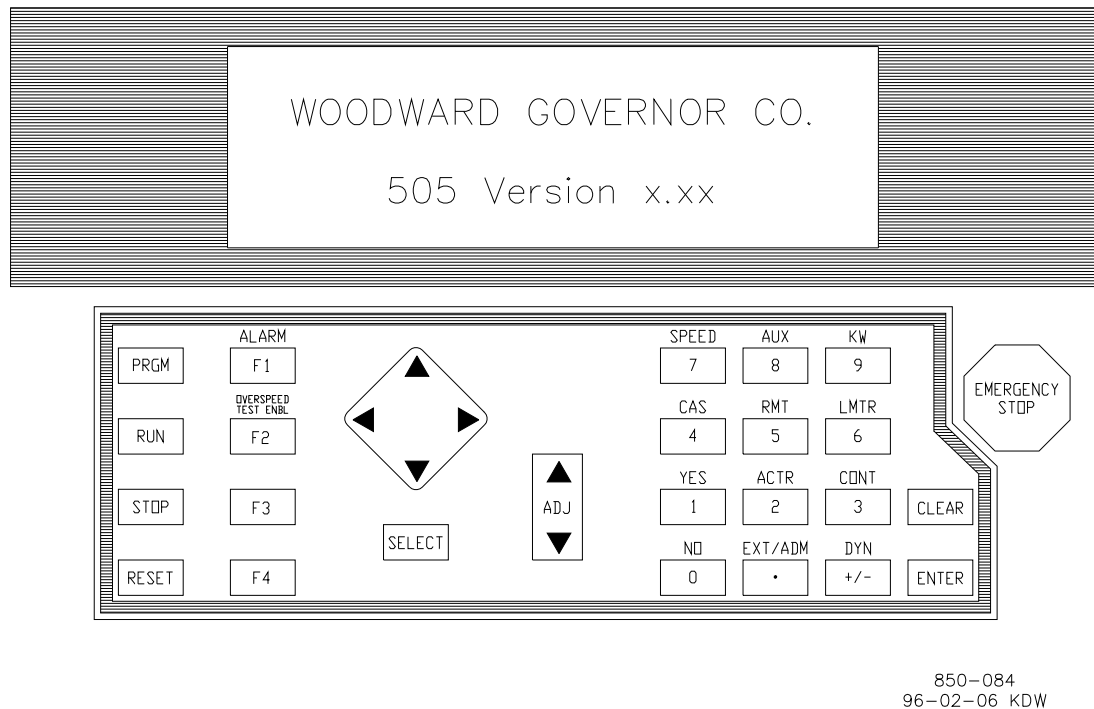 WOODWARD GOVERNOR CO.
505 Version x.xx
ALARM
SPEED AUX KW
PRGM F1 7 8 9
EMERGENCY
STOP
OVERSPEED
TEST ENBL
CAS RMT LMTR
RUN F2 4 5 6
YES ACTR CONT
STOP F3 ADJ 1 2 3 CLEAR
SELECT
NO EXT/ADM DYN
RESET F4 0 . +/- ENTER
850-084
96-02-06 KDW